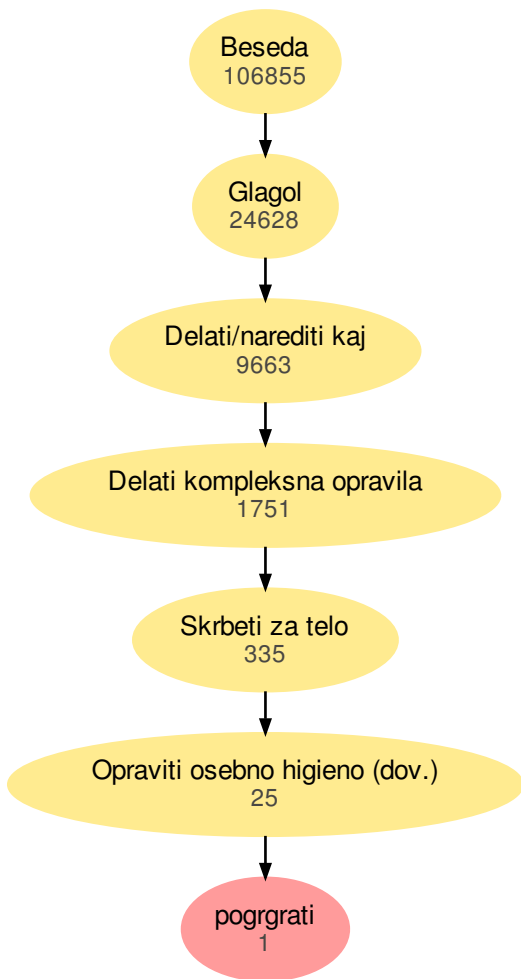 Beseda
106855
Glagol
24628
Delati/narediti kaj
9663
Delati kompleksna opravila
1751
Skrbeti za telo
335
Opraviti osebno higieno (dov.)
25
pogrgrati
1